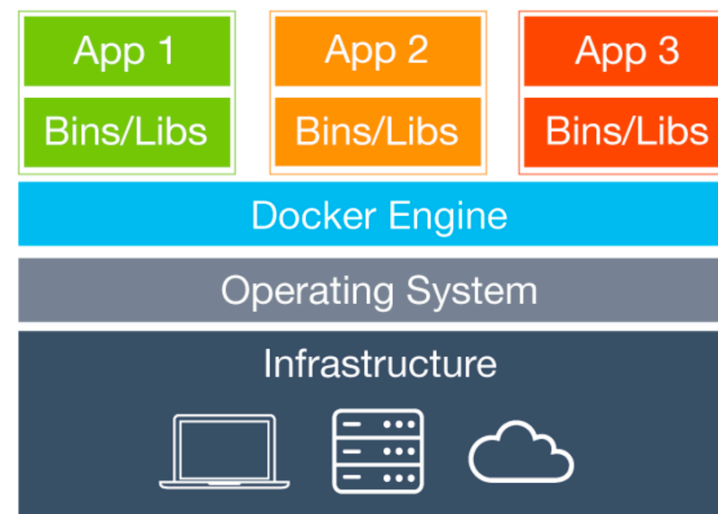 App 1
App 2
App 3
Bins/Libs
Bins/Libs
Bins/Libs
Docker Engine
Operating System
Infrastructure